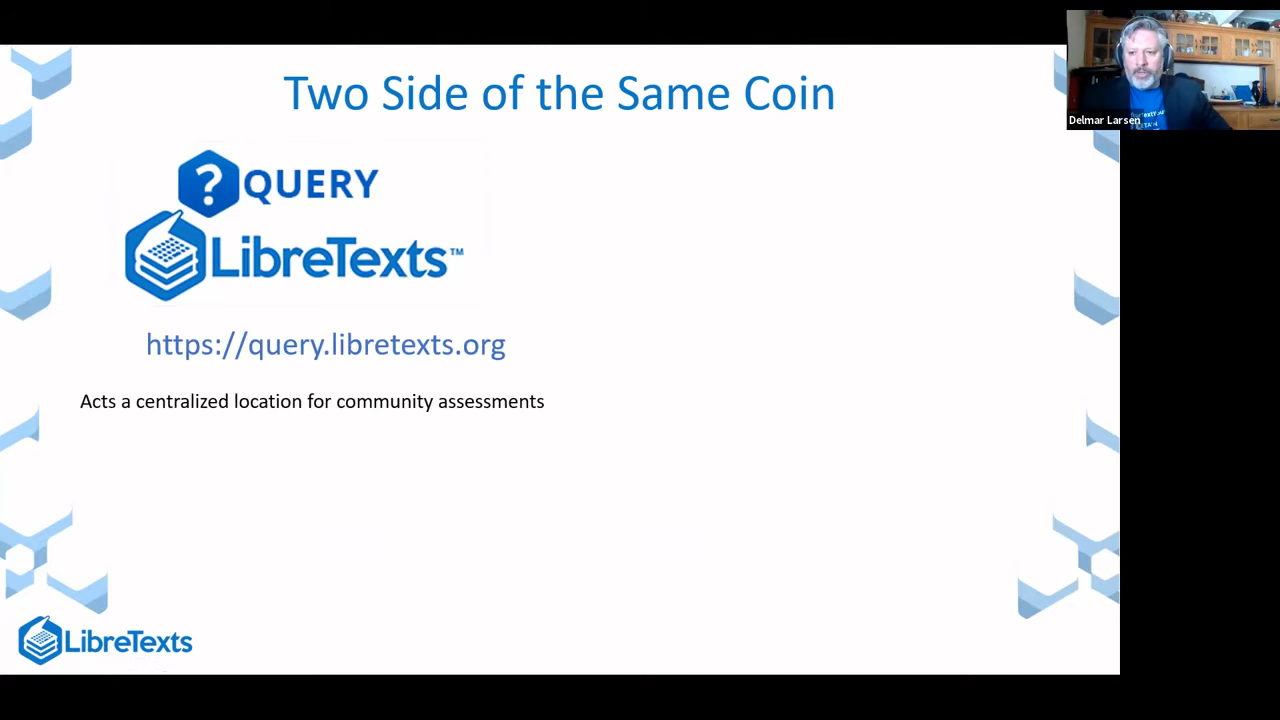 Two Side of the Same Coin
? QUERY
LibreTexts™
https://query.libretexts.org
Acts a centralized location for community assessments
LibreTexts
Delmar Larsen